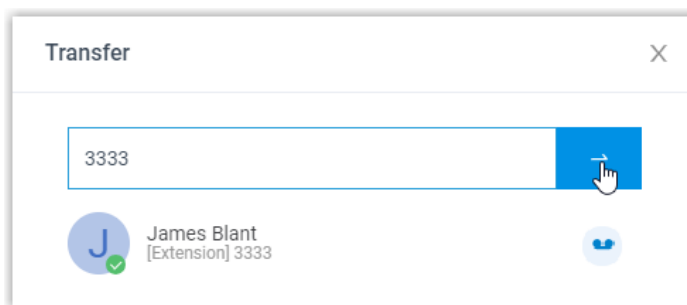 Transfer
X
3333
J
James Blant
[Extension] 3333